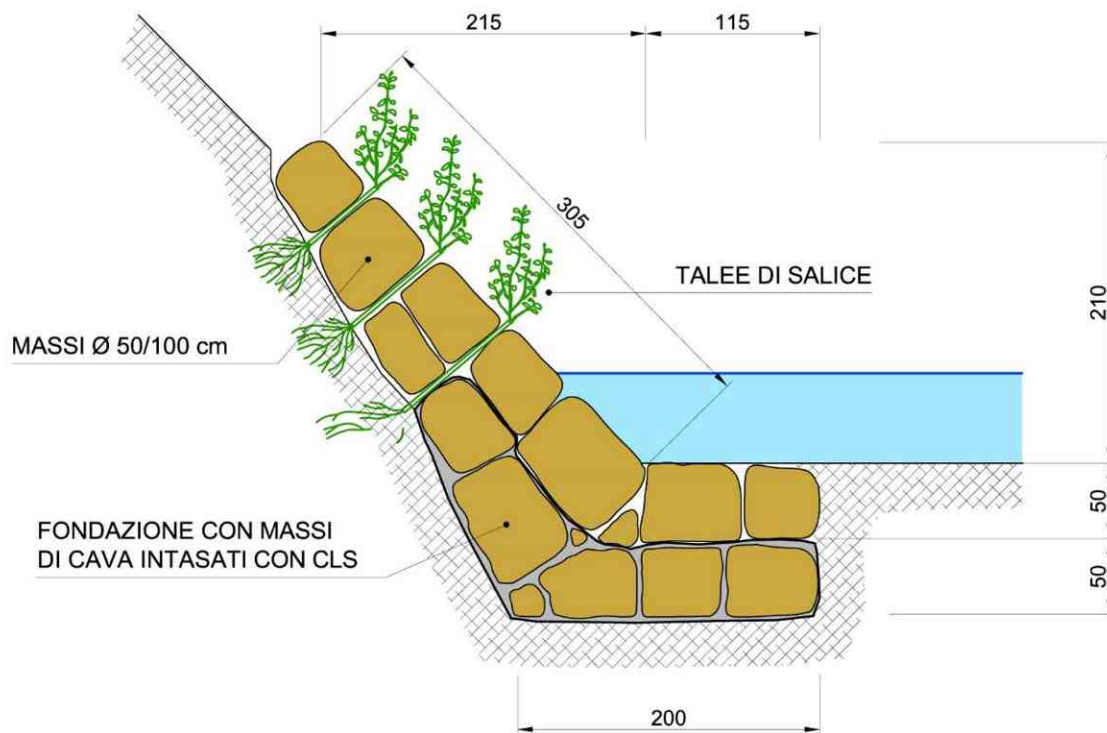 215
115
305
TALEE DI SALICE
210
MASSI Ø 50/100 cm
FONDAZIONE CON MASSI
DI CAVA INTASATI CON CLS
50
50
200